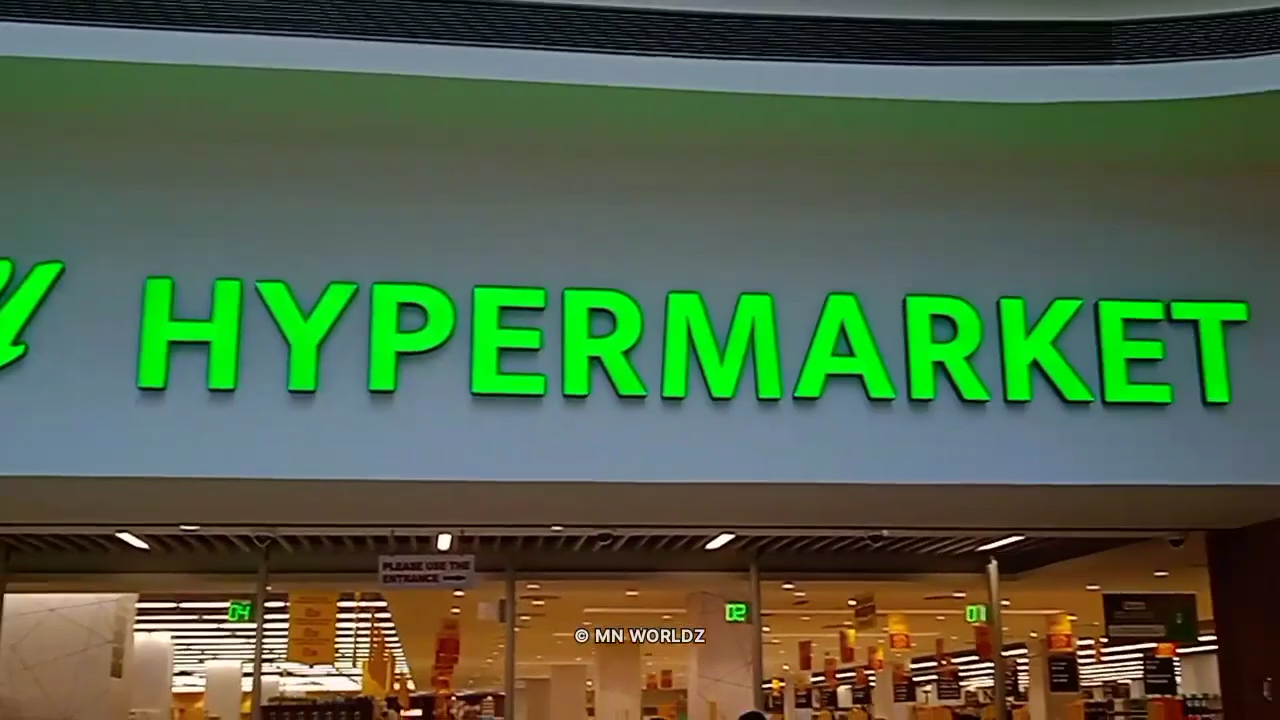 HYPERMARKET
PLEASE USE THE
ENTRANCE
04
02
01
© MN WORLDZ